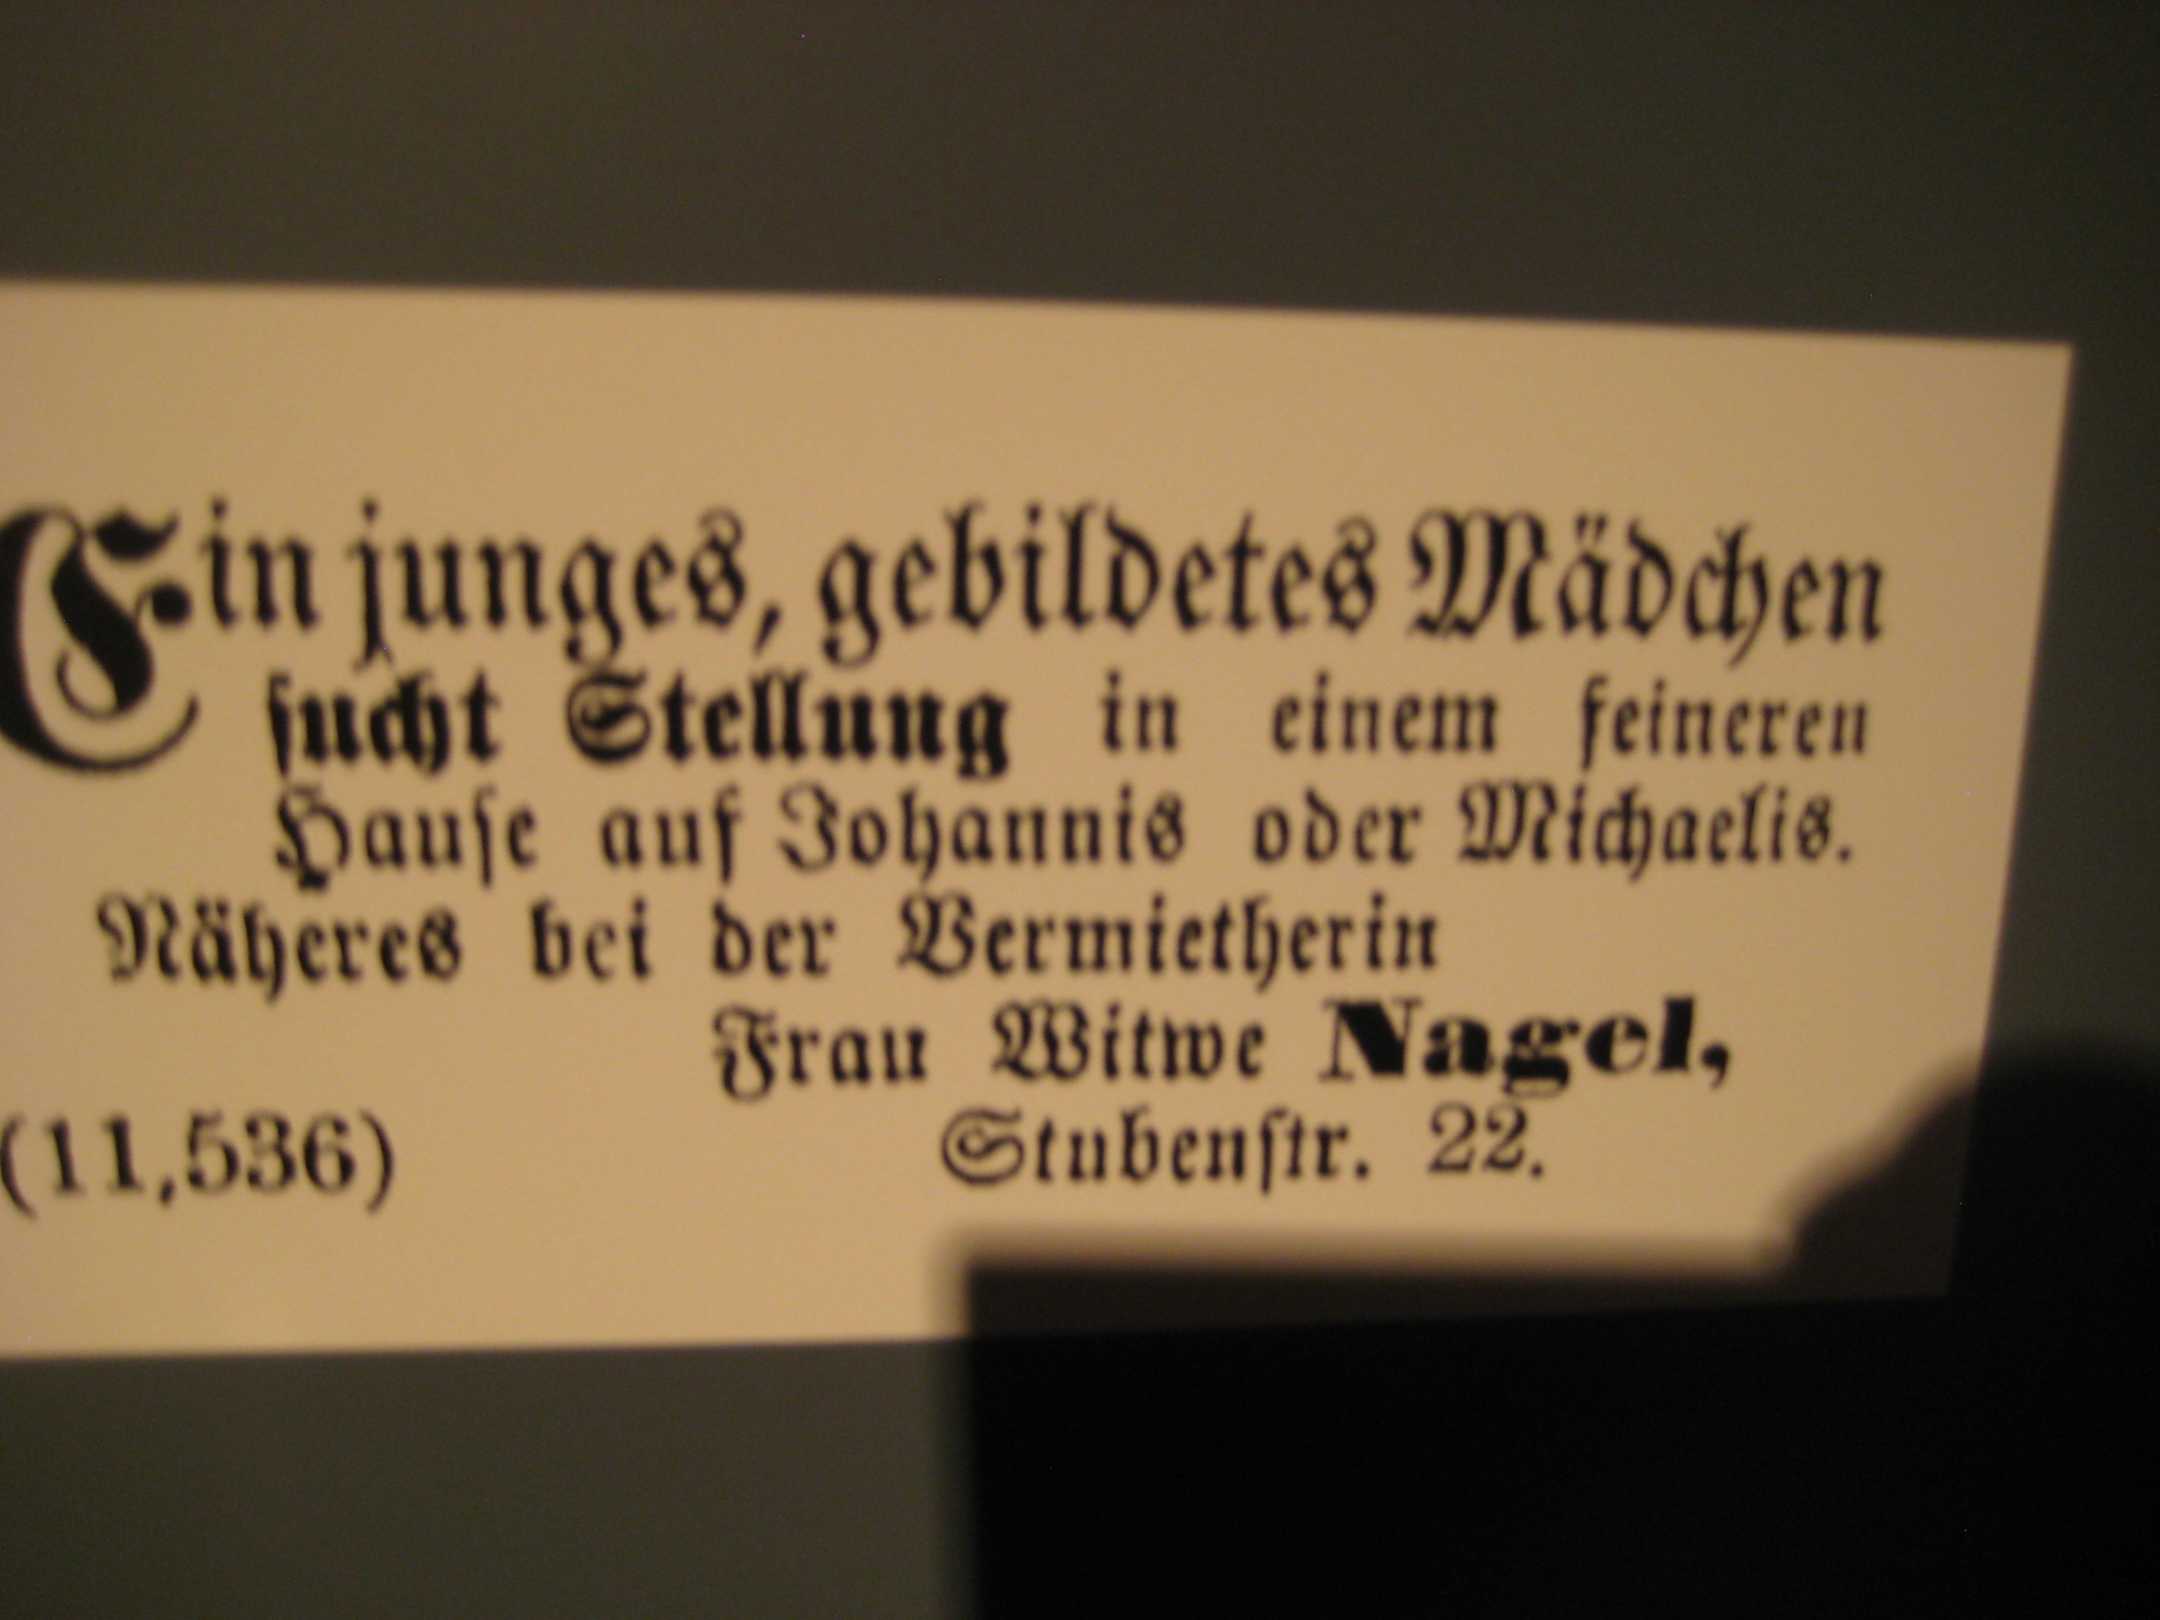 Ein junges, gebildetes Mädchen
ſucht Stellung in einem feineren
Hauſe auf Johannis oder Michaelis.
Näheres bei der Vermietherin
Frau Witwe Nagel,
(11,536) Stubenſtr. 22.